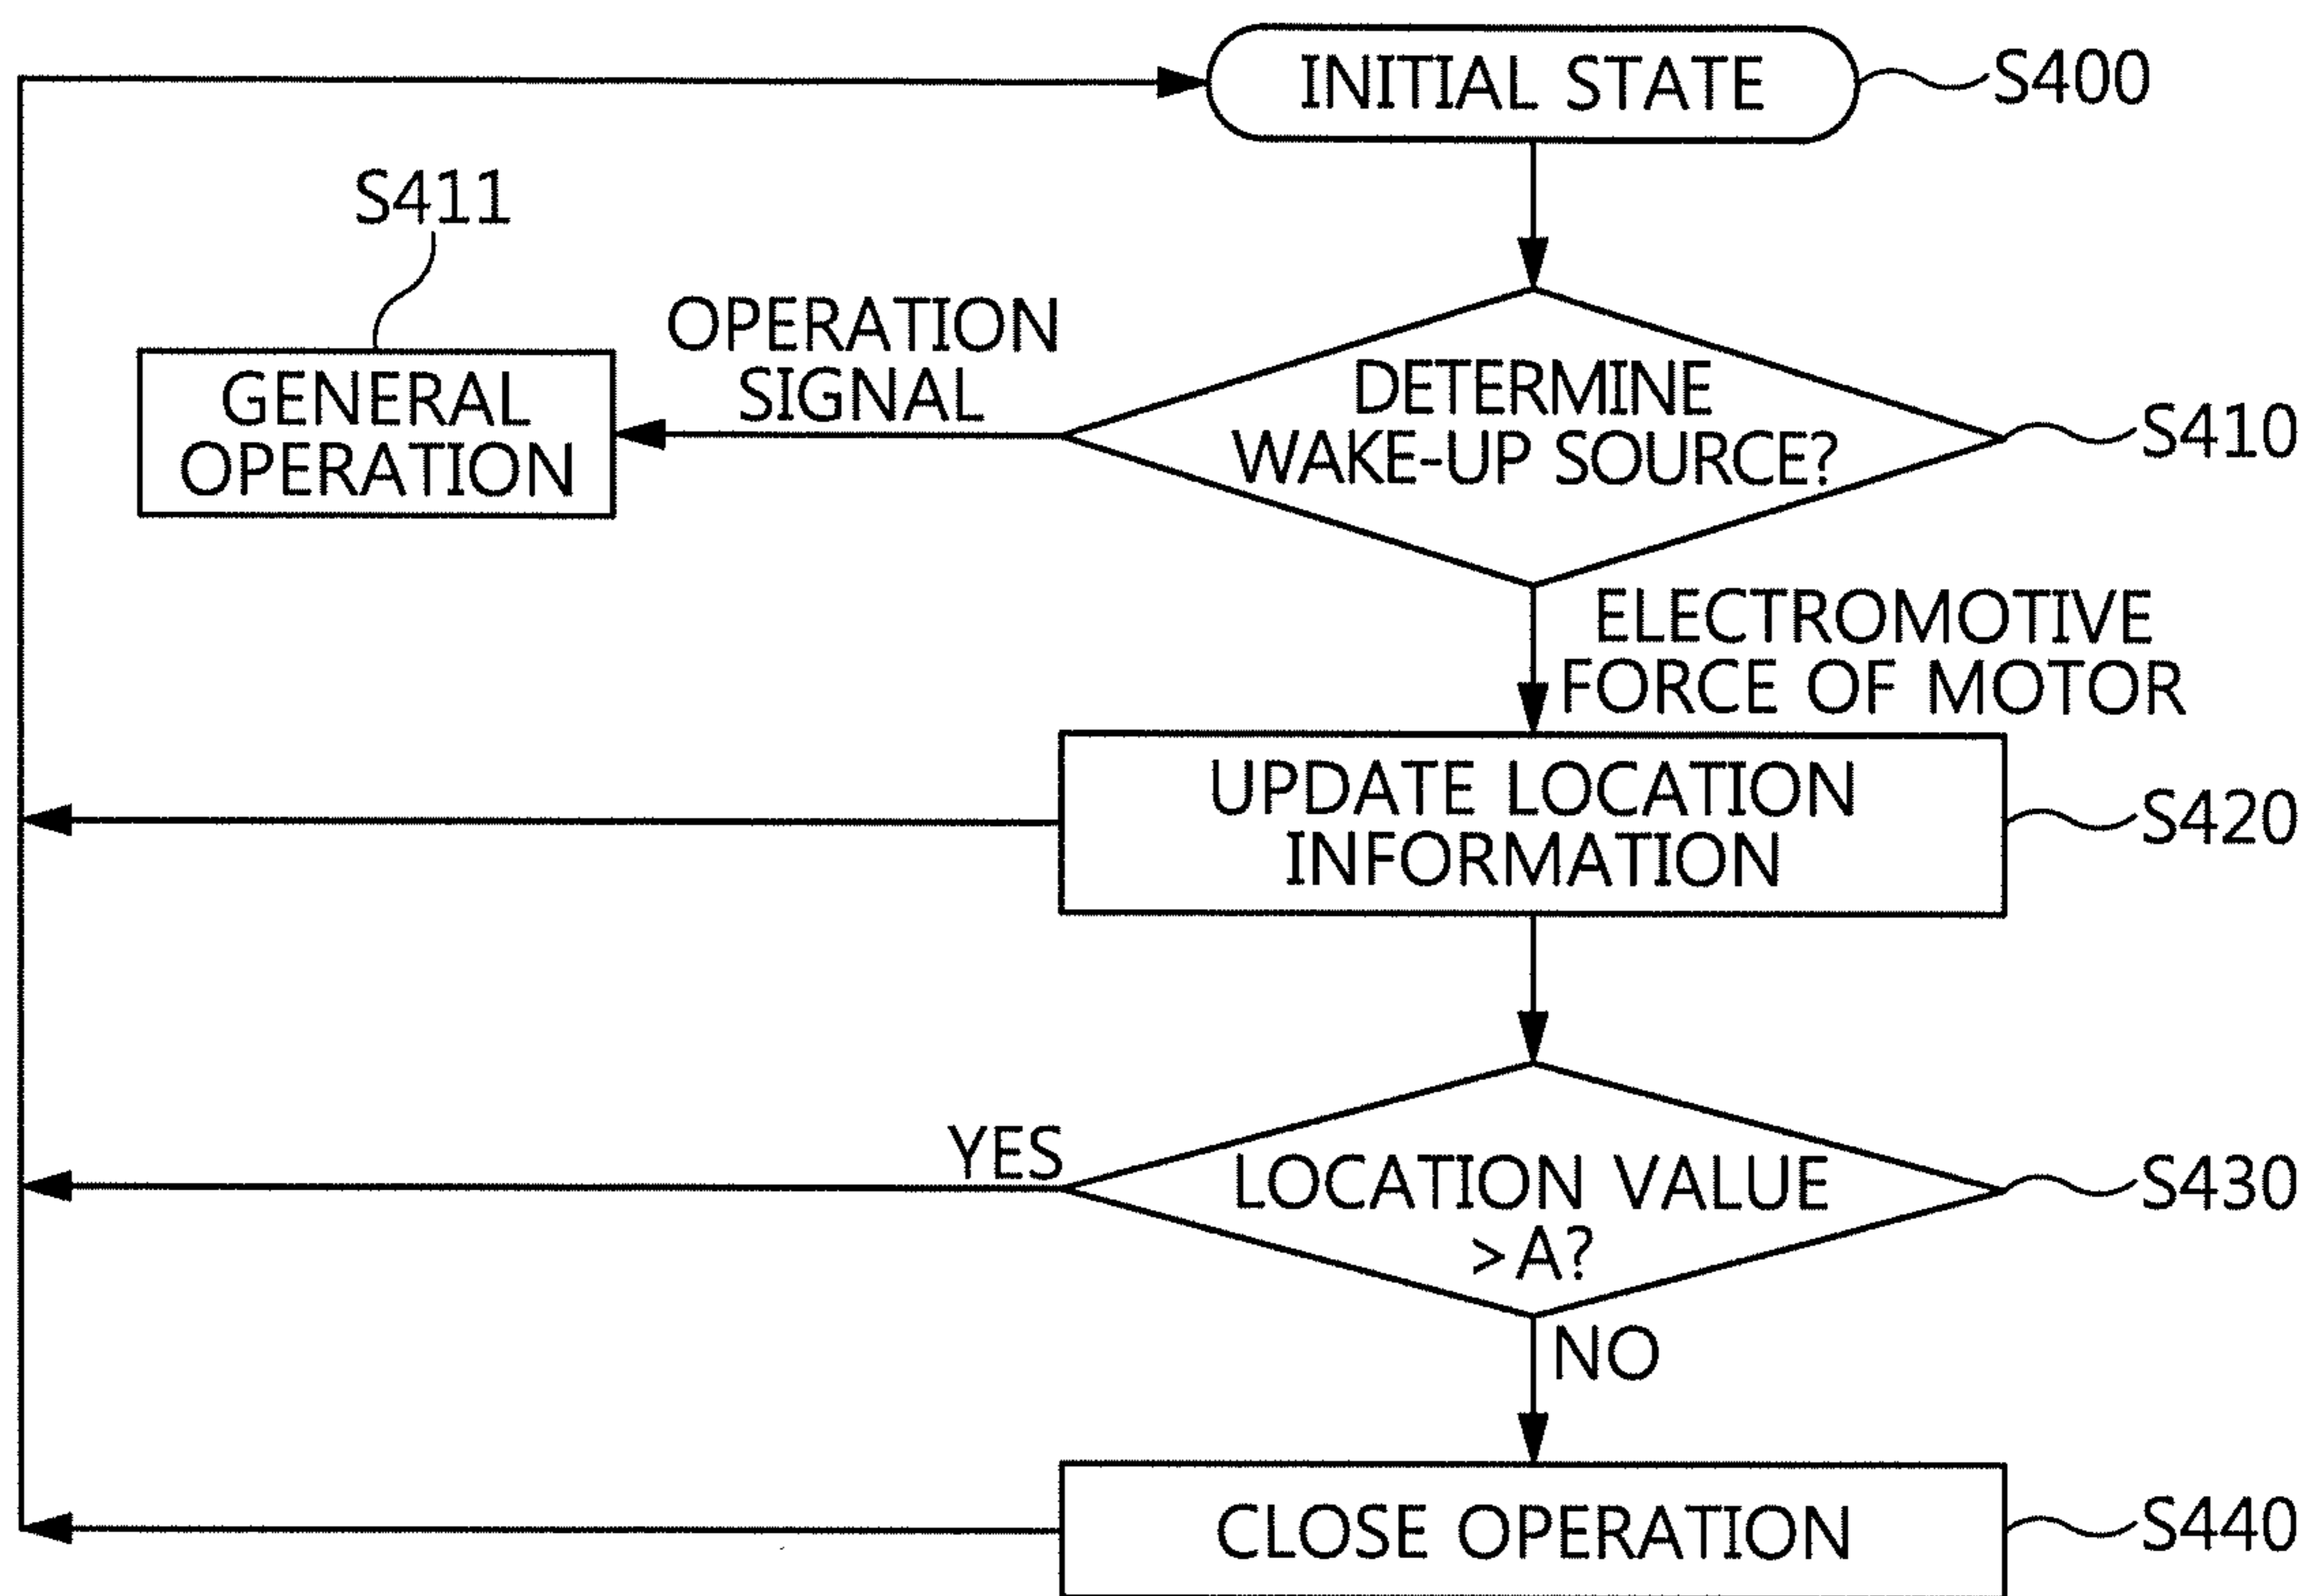 INITIAL STATE
S400
S411
OPERATION
SIGNAL
GENERAL
OPERATION
DETERMINE
WAKE-UP SOURCE?
S410
ELECTROMOTIVE
FORCE OF MOTOR
UPDATE LOCATION
INFORMATION
S420
YES
LOCATION VALUE
>A?
S430
NO
CLOSE OPERATION
S440